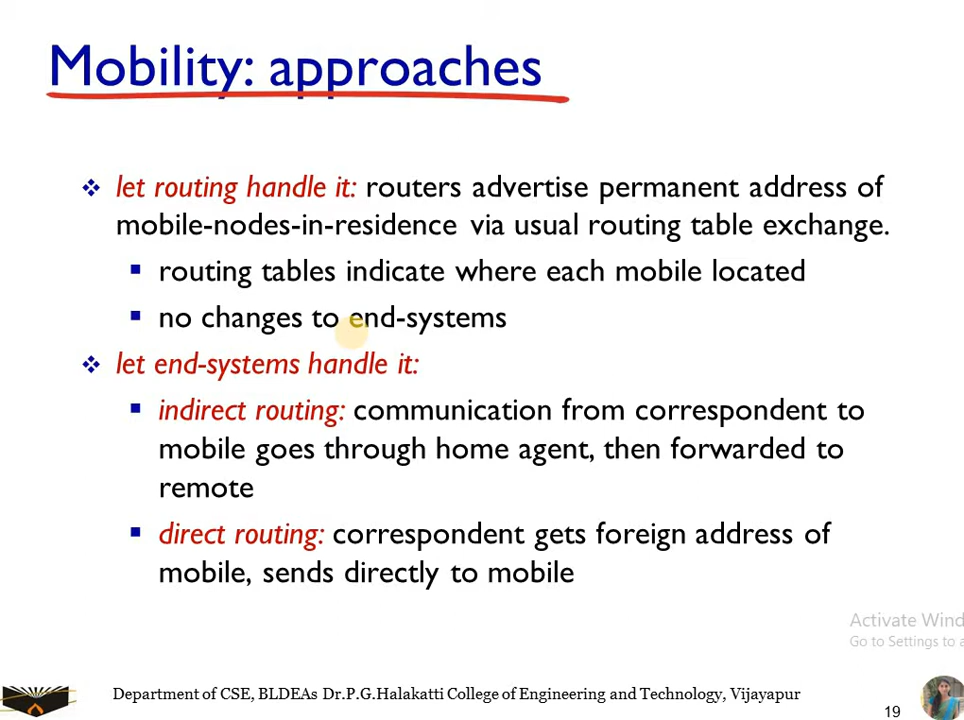 Mobility: approaches
❖ let routing handle it: routers advertise permanent address of
mobile-nodes-in-residence via usual routing table exchange.
▪ routing tables indicate where each mobile located
▪ no changes to end-systems
❖ let end-systems handle it:
▪ indirect routing: communication from correspondent to
mobile goes through home agent, then forwarded to
remote
▪ direct routing: correspondent gets foreign address of
mobile, sends directly to mobile
Activate Wind
Go to Settings to a
Department of CSE, BLDEAs Dr.P.G.Halakatti College of Engineering and Technology, Vijayapur
19